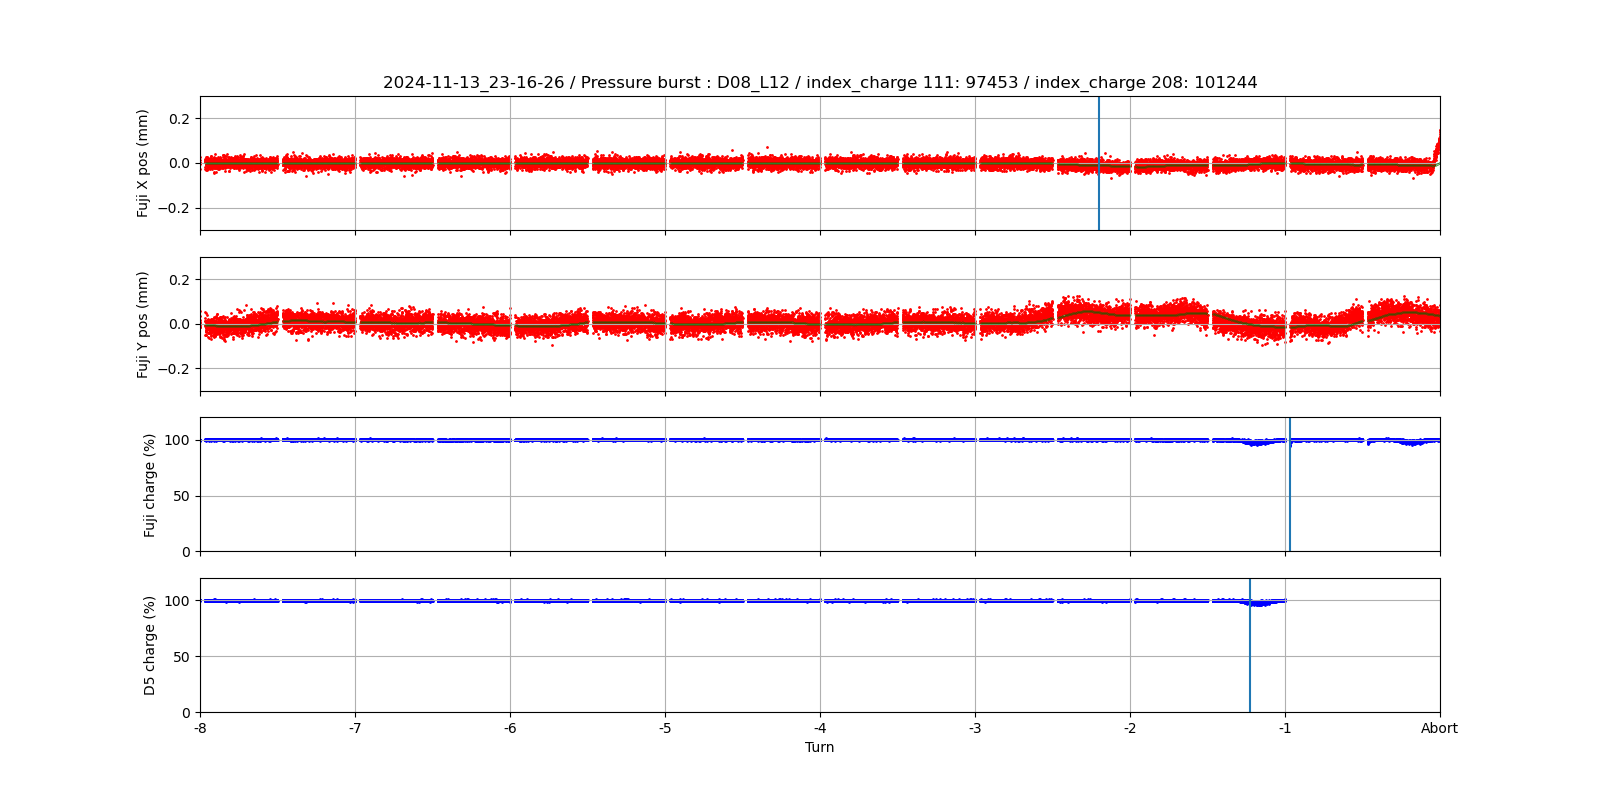 2024-11-13_23-16-26 / Pressure burst : D08_L12 / index_charge 111: 97453 / index_charge 208: 101244
Fuji X pos (mm)
0.2
0.0
−0.2
Fuji Y pos (mm)
0.2
0.0
−0.2
Fuji charge (%)
100
50
0
D5 charge (%)
100
50
0
-8 -7 -6 -5 -4 -3 -2 -1 Abort
Turn